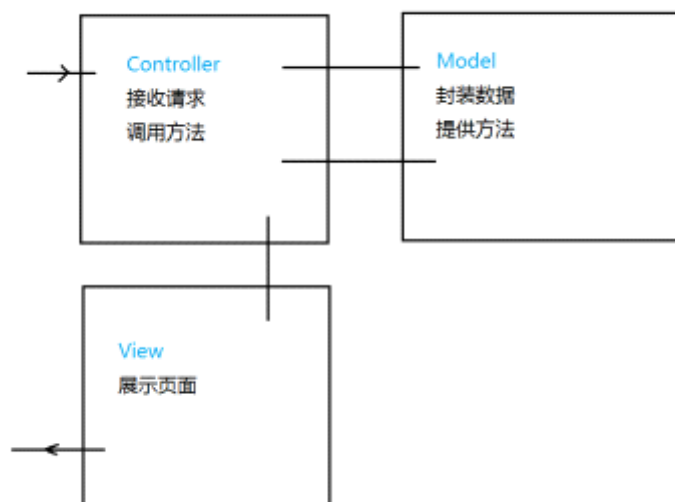 Controller
接收请求
调用方法
Model
封装数据
提供方法
View
展示页面